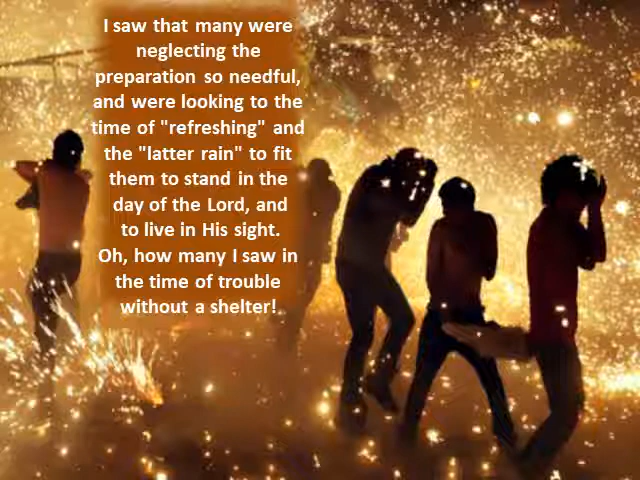 I saw that many were
neglecting the
preparation so needful,
and were looking to the
time of "refreshing" and
the "latter rain" to fit
them to stand in the
day of the Lord, and
to live in His sight.
Oh, how many I saw in
the time of trouble
without a shelter!